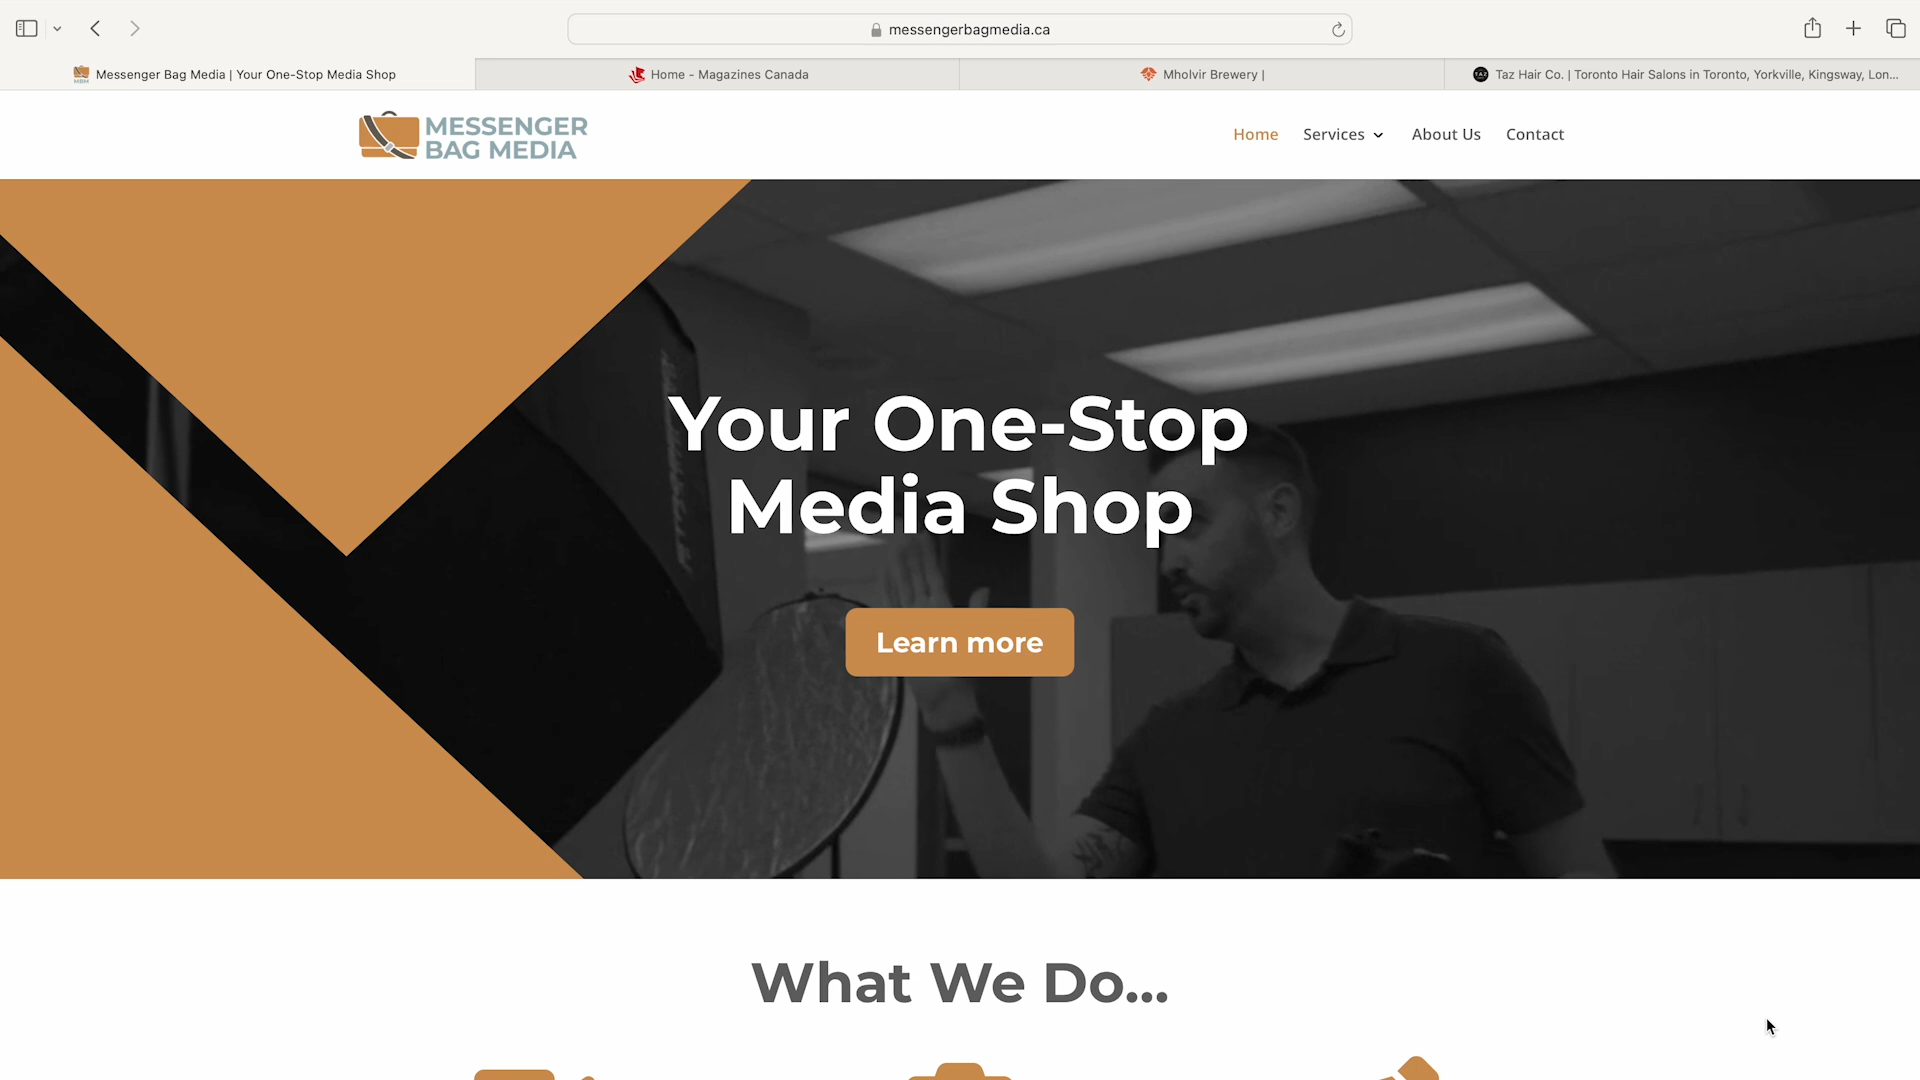 messengerbagmedia.ca
Messenger Bag Media | Your One-Stop Media Shop
Home - Magazines Canada
Mholvir Brewery |
TAZ
Taz Hair Co. | Toronto Hair Salons in Toronto, Yorkville, Kingsway, Lon...
MESSENGER
BAG MEDIA
Home
Services
About Us
Contact
Your One-Stop
Media Shop
Learn more
What We Do...